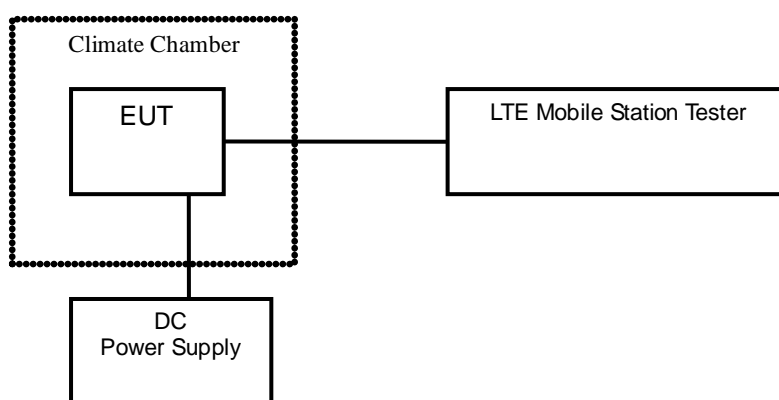 Climate Chamber
EUT
LTE Mobile Station Tester
DC
Power Supply